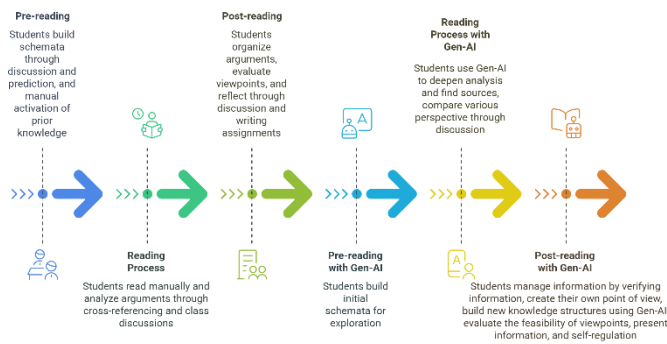 Pre-reading
Students build
schemata
through
discussion and
prediction, and
manual
activation of
prior
knowledge
Reading
Process
Students read manually and
analyze arguments through
cross-referencing and class
discussions
Post-reading
Students
organize
arguments,
evaluate
viewpoints, and
reflect through
discussion and
writing
assignments
Pre-reading
with Gen-AI
Students build
initial
schemata for
exploration
Reading
Process with
Gen-AI
Students use Gen-AI
to deepen analysis
and find sources,
compare various
perspective through
discussion
Post-reading
with Gen-AI
Students manage information by verifying
information, create their own point of view,
build new knowledge structures using Gen-AI
evaluate the feasibility of viewpoints, present
information, and self-regulation